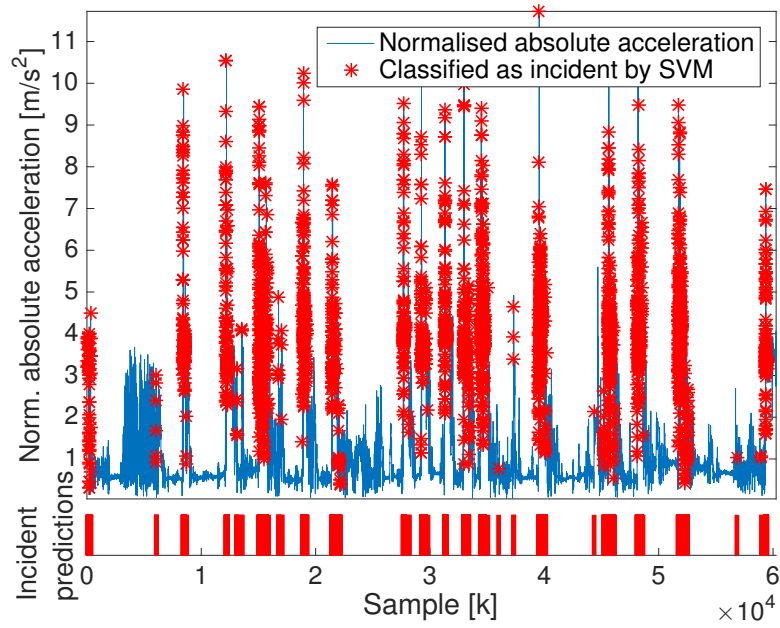 Normalised absolute acceleration
Classified as incident by SVM
Norm. absolute acceleration [m/s²]
11
10
9
8
7
6
5
4
3
2
1
Incident
predictions
0 1 2 3 4 5 6
Sample [k]
×10⁴